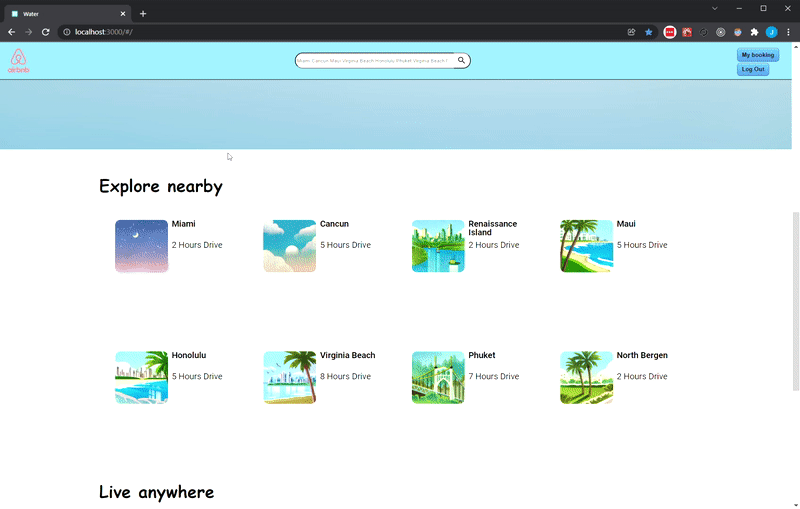 Water
localhost:3000/#/
airbnb
Miami Cancun Maui Virginia Beach Honolulu Phuket Virginia Beach
My booking
Log Out
Explore nearby
Miami
2 Hours Drive
Cancun
5 Hours Drive
Renaissance
Island
2 Hours Drive
Maui
5 Hours Drive
Honolulu
5 Hours Drive
Virginia Beach
8 Hours Drive
Phuket
7 Hours Drive
North Bergen
2 Hours Drive
Live anywhere